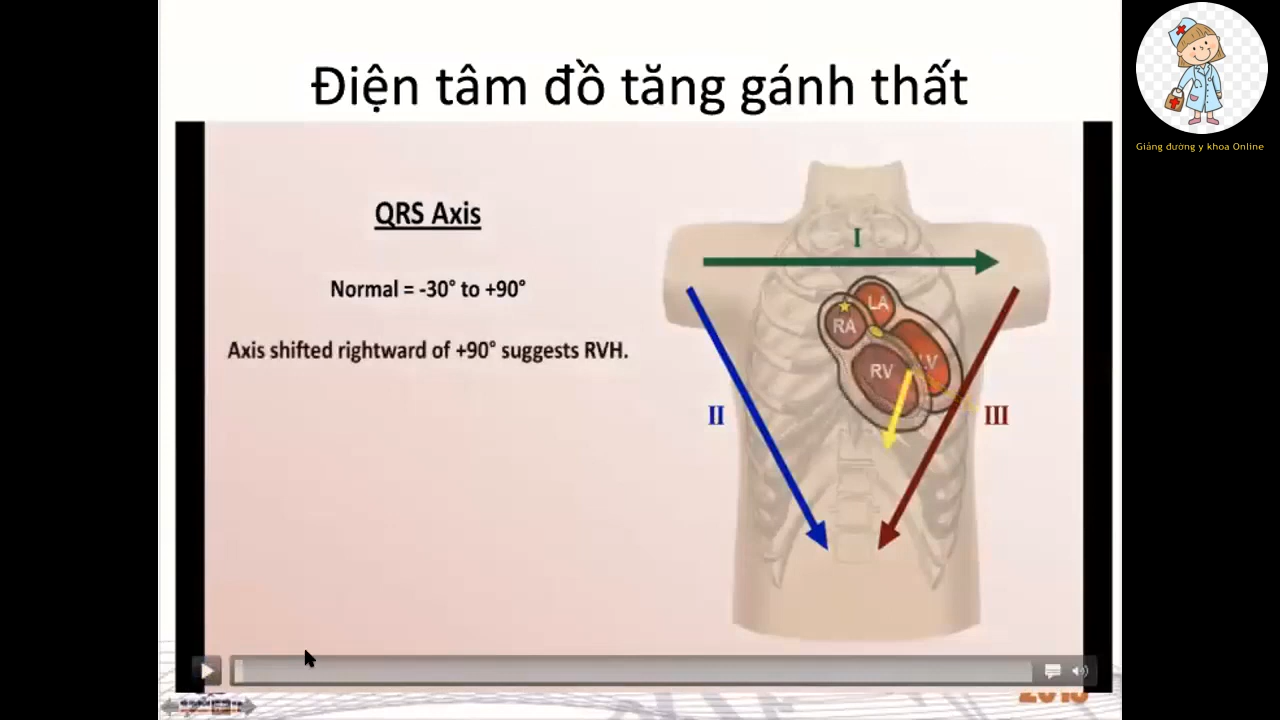 Điện tâm đồ tăng gánh thất
Giảng đường y khoa Online
QRS Axis
Normal = -30° to +90°
Axis shifted rightward of +90° suggests RVH.
I
LA
RA
LV
RV
II
III